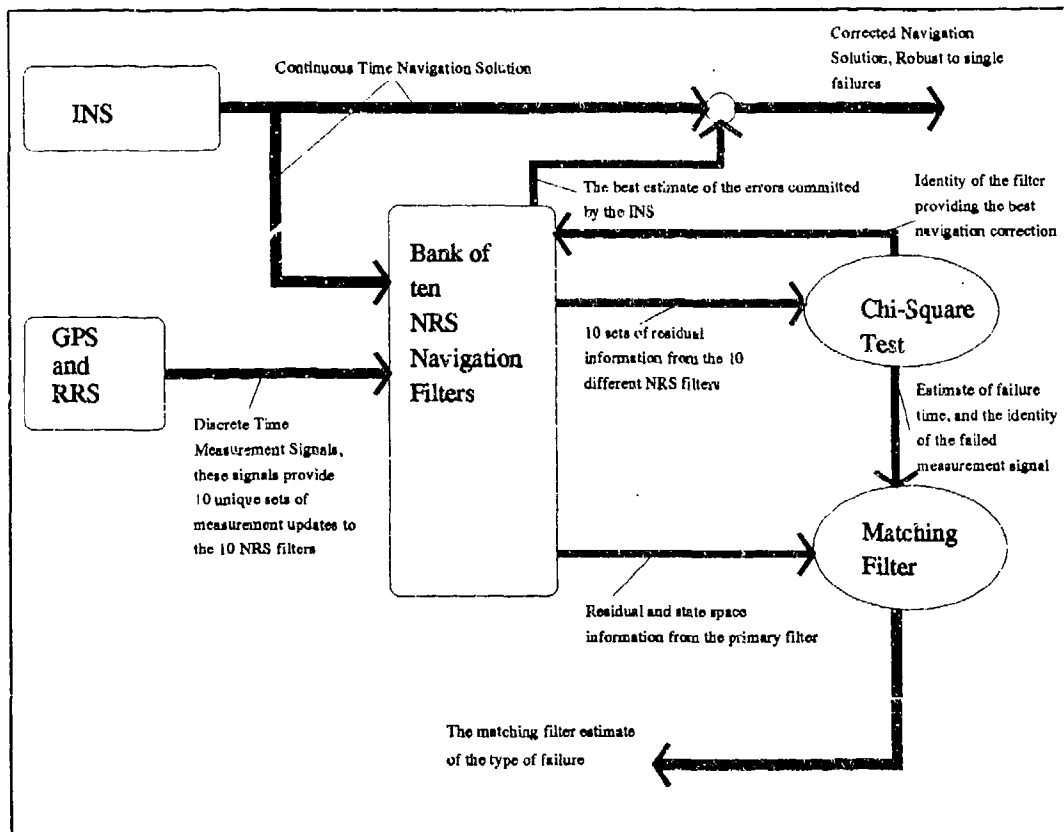 Corrected Navigation
Solution, Robust to single
failures
Continuous Time Navigation Solution
INS
The best estimate of the errors committed
by the INS
Identity of the filter
providing the best
navigation correction
Bank of
ten
NRS
Navigation
Filters
Chi-Square
Test
GPS
and
RRS
10 sets of residual
information from the 10
different NRS filters
Estimate of failure
time, and the identity
of the failed
measurement signal
Discrete Time
Measurement Signals,
these signals provide
10 unique sets of
measurement updates to
the 10 NRS filters
Matching
Filter
Residual and state space
information from the primary filter
The matching filter estimate
of the type of failure